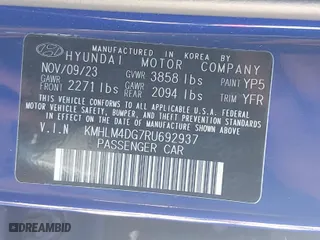 MANUFACTURED IN KOREA BY
HYUNDAI MOTOR COMPANY
NOV/09/23 GVWR 3858 lbs PAINT YP5
GAWR FRONT 2271 lbs GAWR REAR 2094 lbs TRIM YFR
THIS VEHICLE CONFORMS TO ALL APPLICABLE
U.S. FEDERAL MOTOR VEHICLE SAFETY, BUMPER,
AND THEFT PREVENTION STANDARDS IN EFFECT ON
THE DATE OF MANUFACTURE SHOWN ABOVE.
V.I.N KMHLM4DG7RU692937
PASSENGER CAR